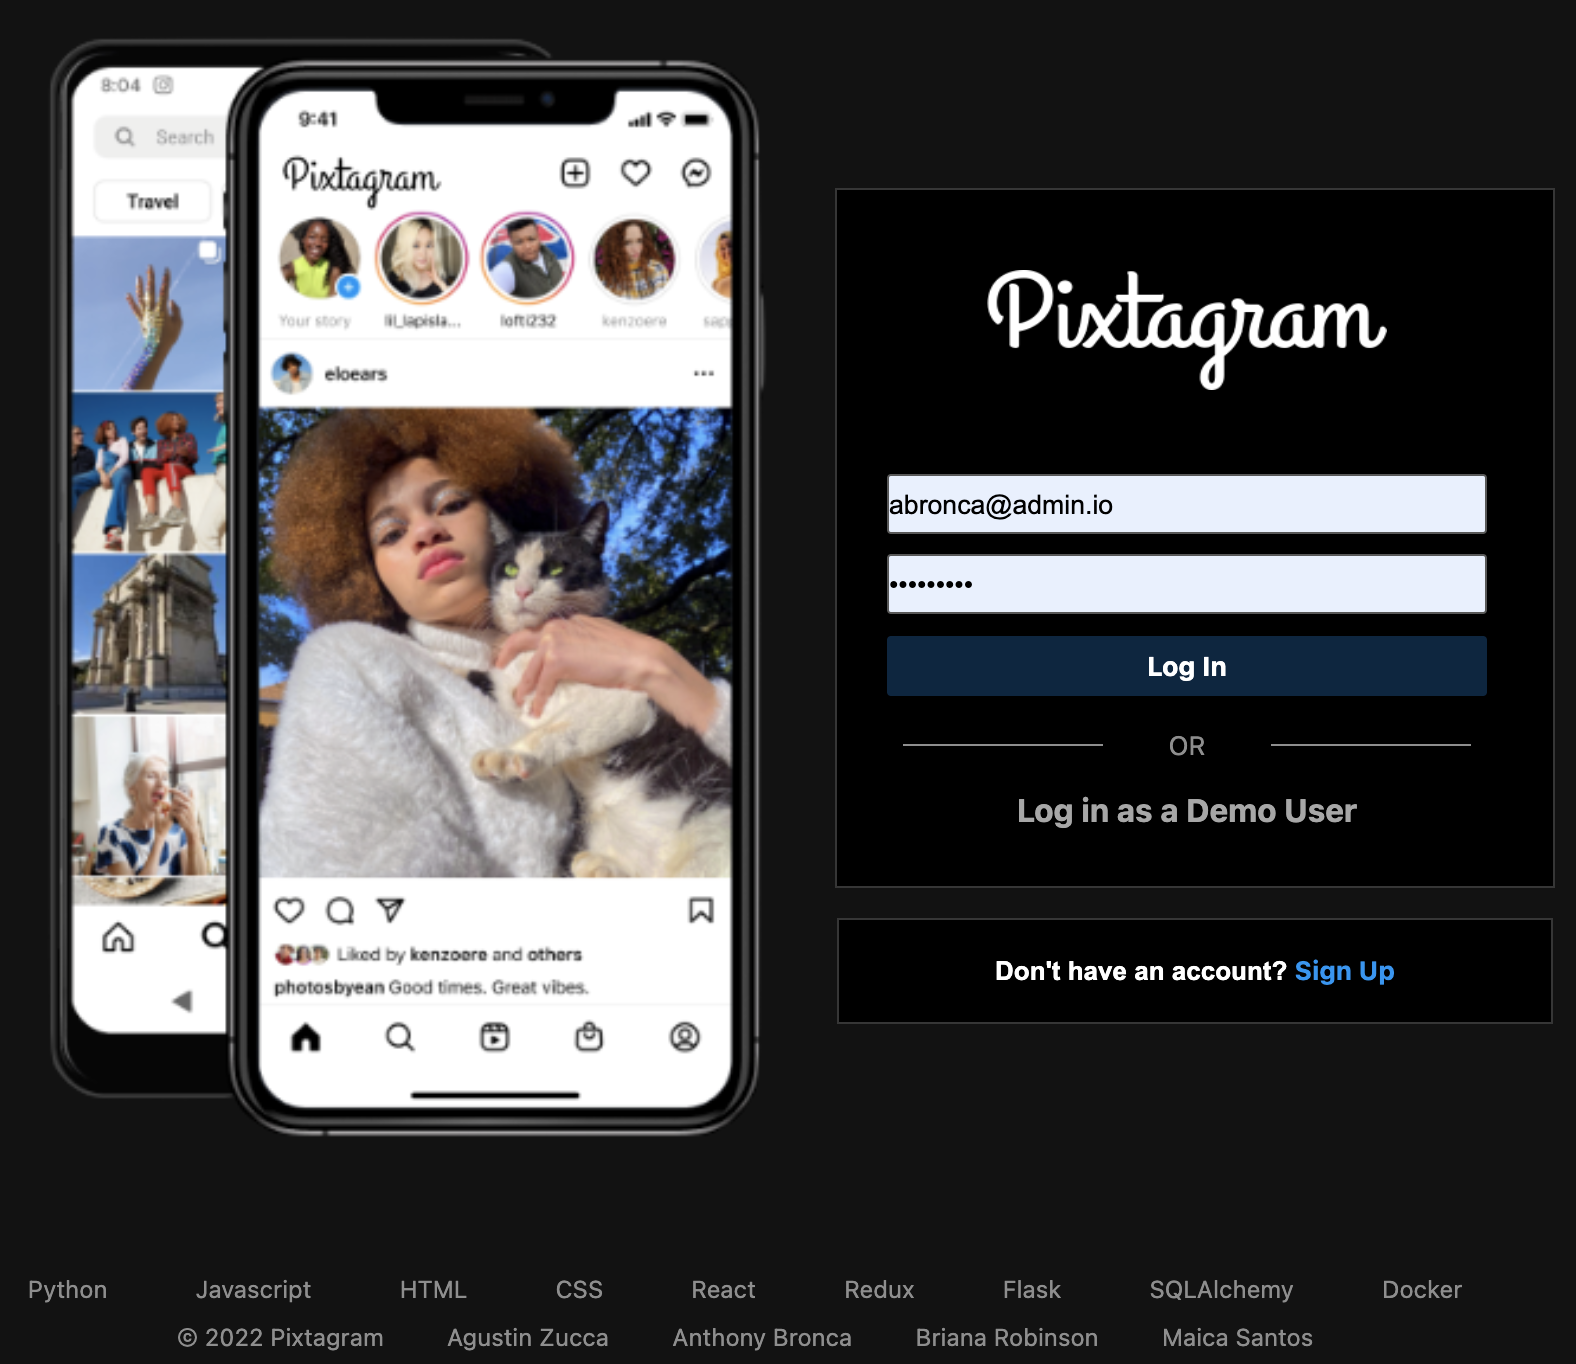 8:04
Search
Travel
9:41
Pixtagram
Your story lil_lapisla... lofti232 kenzoere sapp
eloears
Liked by kenzoere and others
photosbyean Good times. Great vibes.
Pixtagram
abronca@admin.io
•••••••••
Log In
OR
Log in as a Demo User
Don't have an account? Sign Up
Python Javascript HTML CSS React Redux Flask SQLAlchemy Docker
© 2022 Pixtagram Agustin Zucca Anthony Bronca Briana Robinson Maica Santos